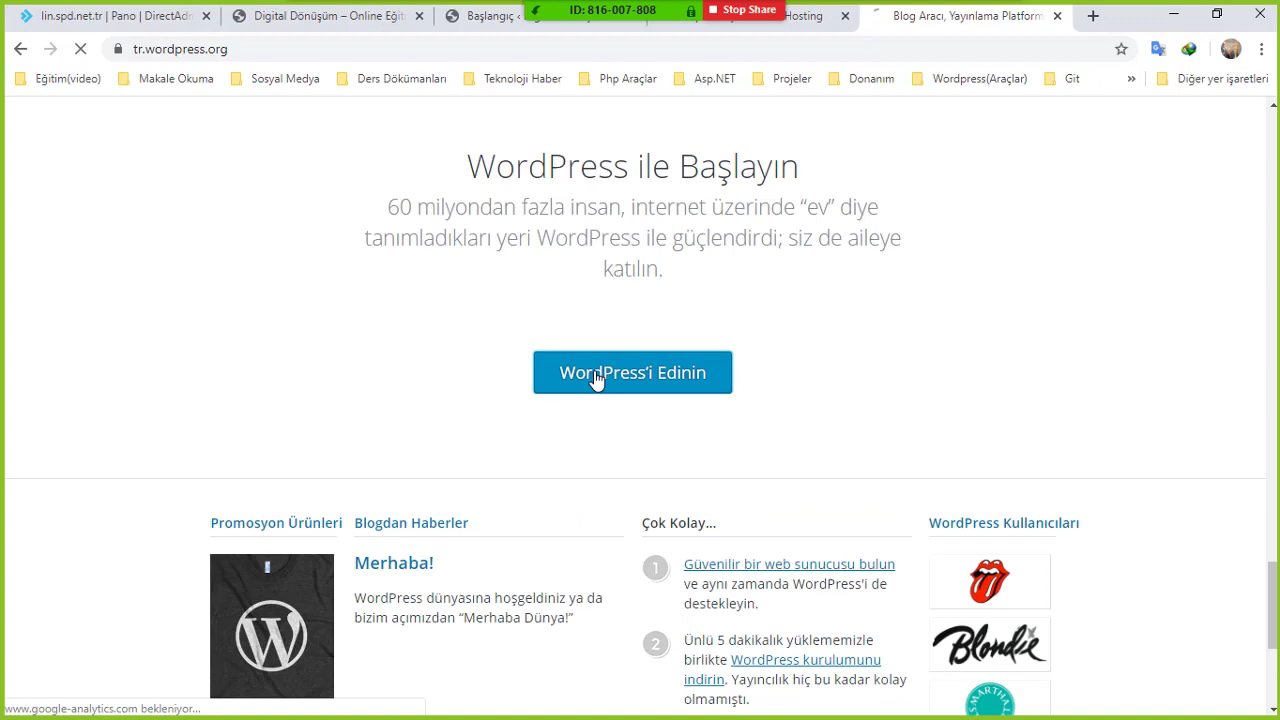 lin.spd.net.tr | Pano | DirectAdm
Digital Dönüşüm – Online Eğit
Başlangıç ‹
ID: 816-007-808
Stop Share
Hosting
Blog Aracı, Yayınlama Platform
tr.wordpress.org
Eğitim(video)
Makale Okuma
Sosyal Medya
Ders Dökümanları
Teknoloji Haber
Php Araçlar
Asp.NET
Projeler
Donanım
Wordpress(Araçlar)
Git
»
Diğer yer işaretleri
WordPress ile Başlayın
60 milyondan fazla insan, internet üzerinde “ev” diye
tanımladıkları yeri WordPress ile güçlendirdi; siz de aileye
katılın.
WordPress’i Edinin
Promosyon Ürünleri
Blogdan Haberler
Merhaba!
WordPress dünyasına hoşgeldiniz ya da
bizim açımızdan “Merhaba Dünya!”
Çok Kolay...
1
Güvenilir bir web sunucusu bulun
ve aynı zamanda WordPress'i de
destekleyin.
2
Ünlü 5 dakikalık yüklememizle
birlikte WordPress kurulumunu
indirin. Yayıncılık hiç bu kadar kolay
olmamıştı.
WordPress Kullanıcıları
Blondie
www.google-analytics.com bekleniyor...